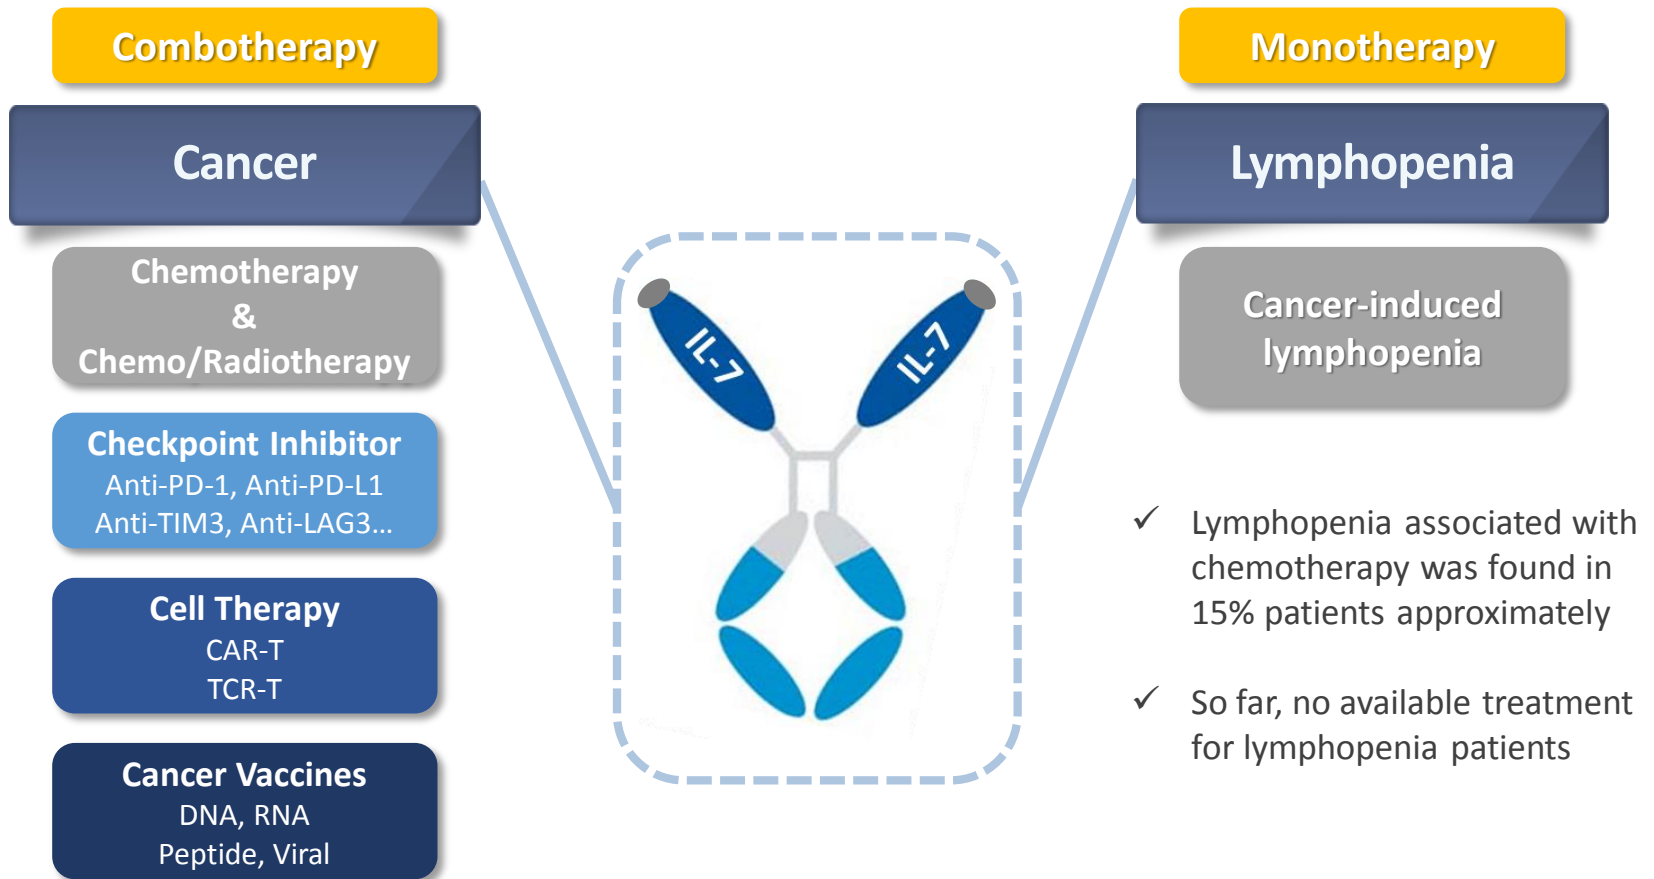 Combotherapy
Cancer
Chemotherapy
&
Chemo/Radiotherapy
Checkpoint Inhibitor
Anti-PD-1, Anti-PD-L1
Anti-TIM3, Anti-LAG3...
Cell Therapy
CAR-T
TCR-T
Cancer Vaccines
DNA, RNA
Peptide, Viral
IL-7
IL-7
Monotherapy
Lymphopenia
Cancer-induced
lymphopenia
✓ Lymphopenia associated with
chemotherapy was found in
15% patients approximately
✓ So far, no available treatment
for lymphopenia patients